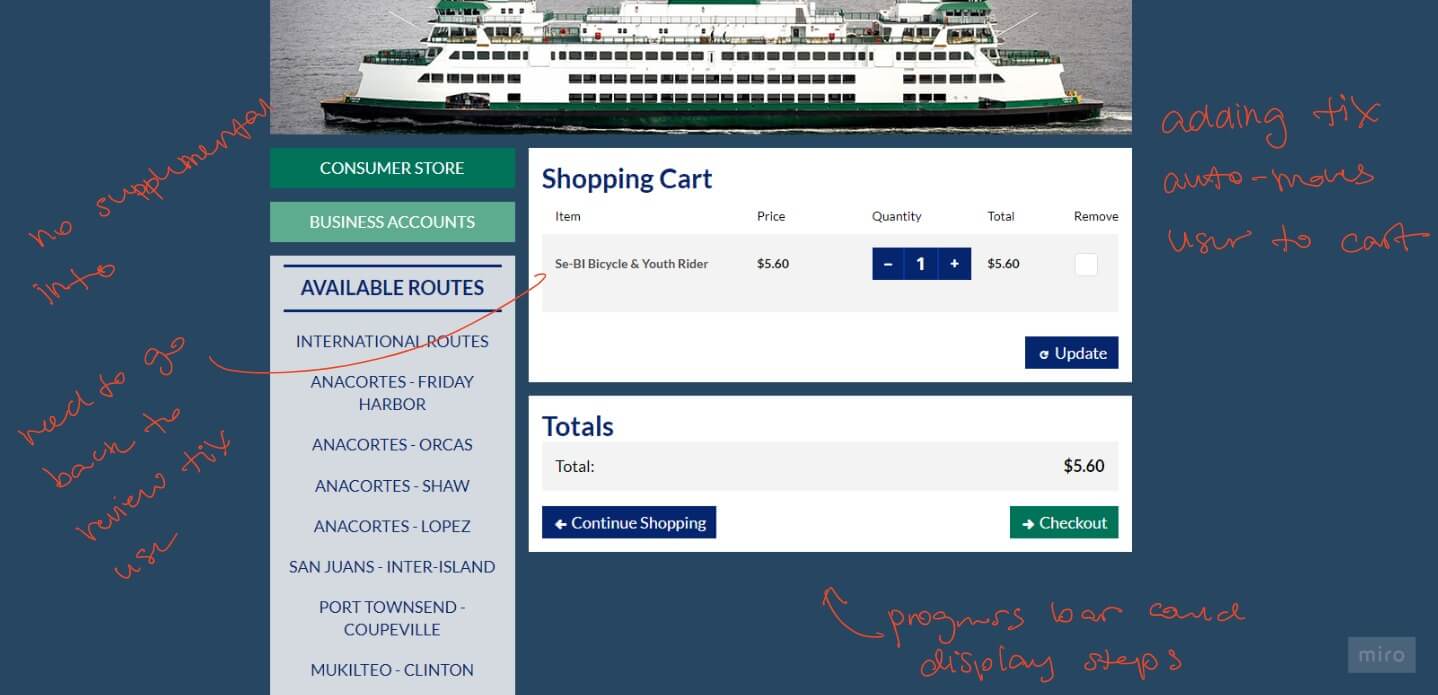 no supplemental
info
need to go
back to
review tix
use
adding tix
auto-moves
user to cart
CONSUMER STORE
BUSINESS ACCOUNTS
AVAILABLE ROUTES
INTERNATIONAL ROUTES
ANACORTES - FRIDAY
HARBOR
ANACORTES - ORCAS
ANACORTES - SHAW
ANACORTES - LOPEZ
SAN JUANS - INTER-ISLAND
PORT TOWNSEND -
COUPEVILLE
MUKILTEO - CLINTON
Shopping Cart
Item Price Quantity Total Remove
Se-BI Bicycle & Youth Rider $5.60 - 1 + $5.60
Update
Totals
Total: $5.60
Continue Shopping Checkout
progress bar could
display steps
miro